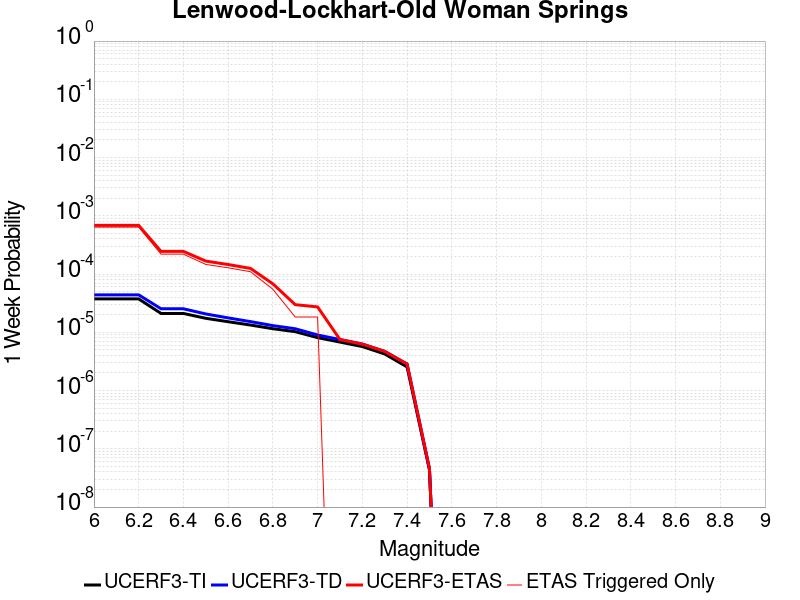 Lenwood-Lockhart-Old Woman Springs
10^0
10^-1
10^-2
10^-3
10^-4
10^-5
10^-6
10^-7
10^-8
1 Week Probability
6 6.2 6.4 6.6 6.8 7 7.2 7.4 7.6 7.8 8 8.2 8.4 8.6 8.8 9
Magnitude
UCERF3-TI UCERF3-TD UCERF3-ETAS ETAS Triggered Only